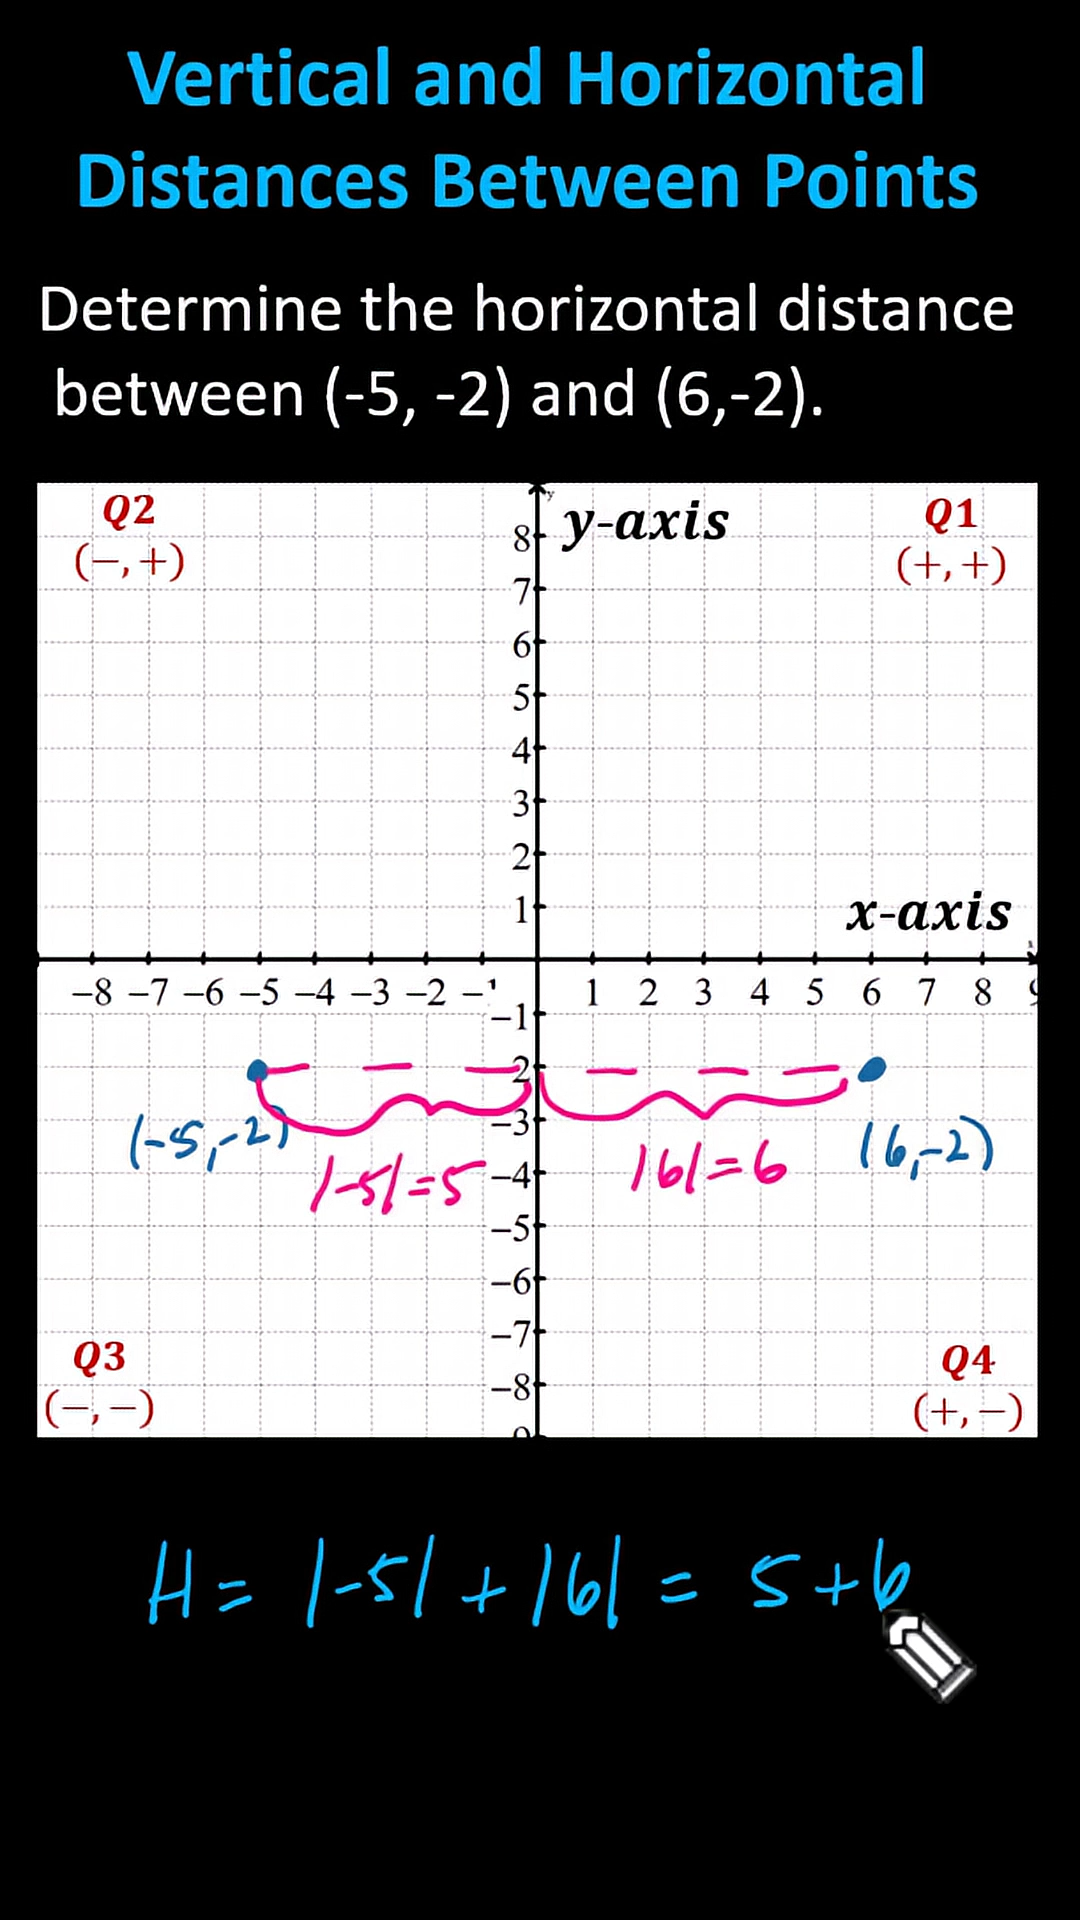 Vertical and Horizontal
Distances Between Points
Determine the horizontal distance
between (-5, -2) and (6,-2).
Q2
(−,+)
y
y-axis
Q1
(+,+)
8
7
6
5
4
3
2
1
x-axis
−8 −7 −6 −5 −4 −3 −2 1 2 3 4 5 6 7 8
−1
2
−3
(-5,-2)
|-5|=5
|6|=6
(6,-2)
−4
−5
−6
−7
−8
Q3
(−,−)
Q4
(+,−)
H = |-5| + |6| = 5+6